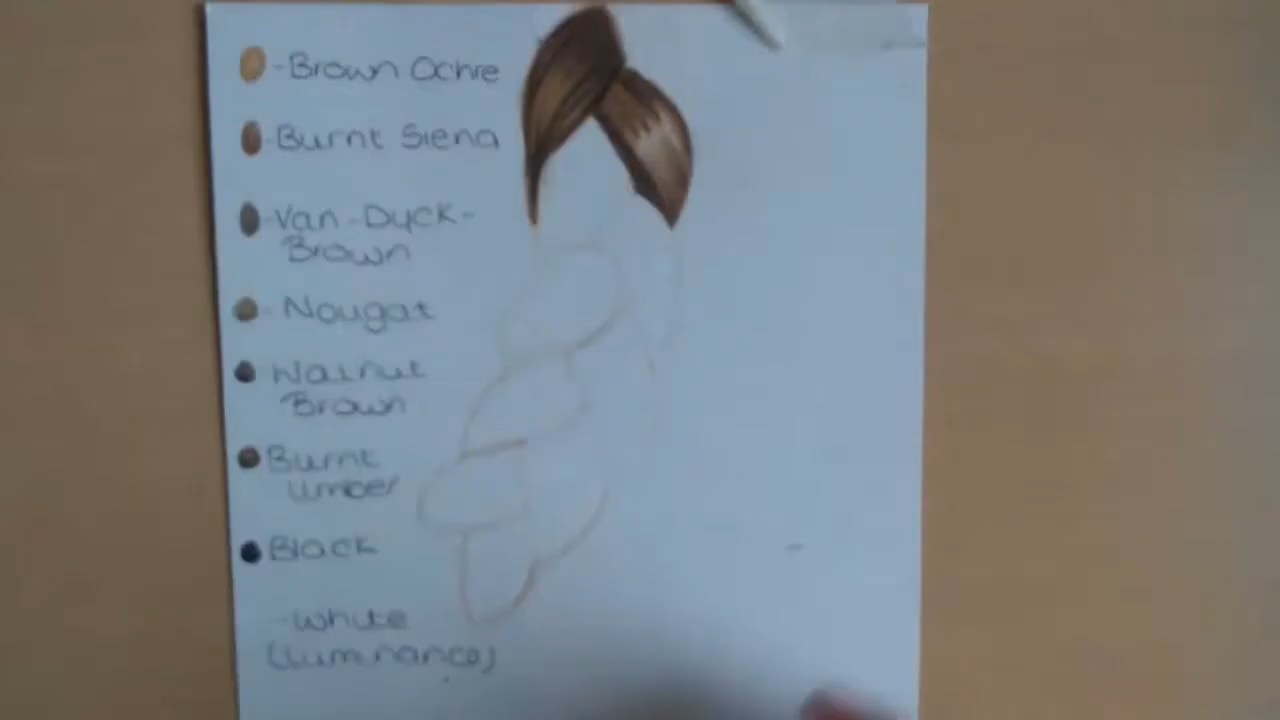 -Brown Ochre
-Burnt Siena
-Van-Dyck-
Brown
- Nougat
- Walnut
Brown
Burnt
Umber
Black
-White
(Luminance)